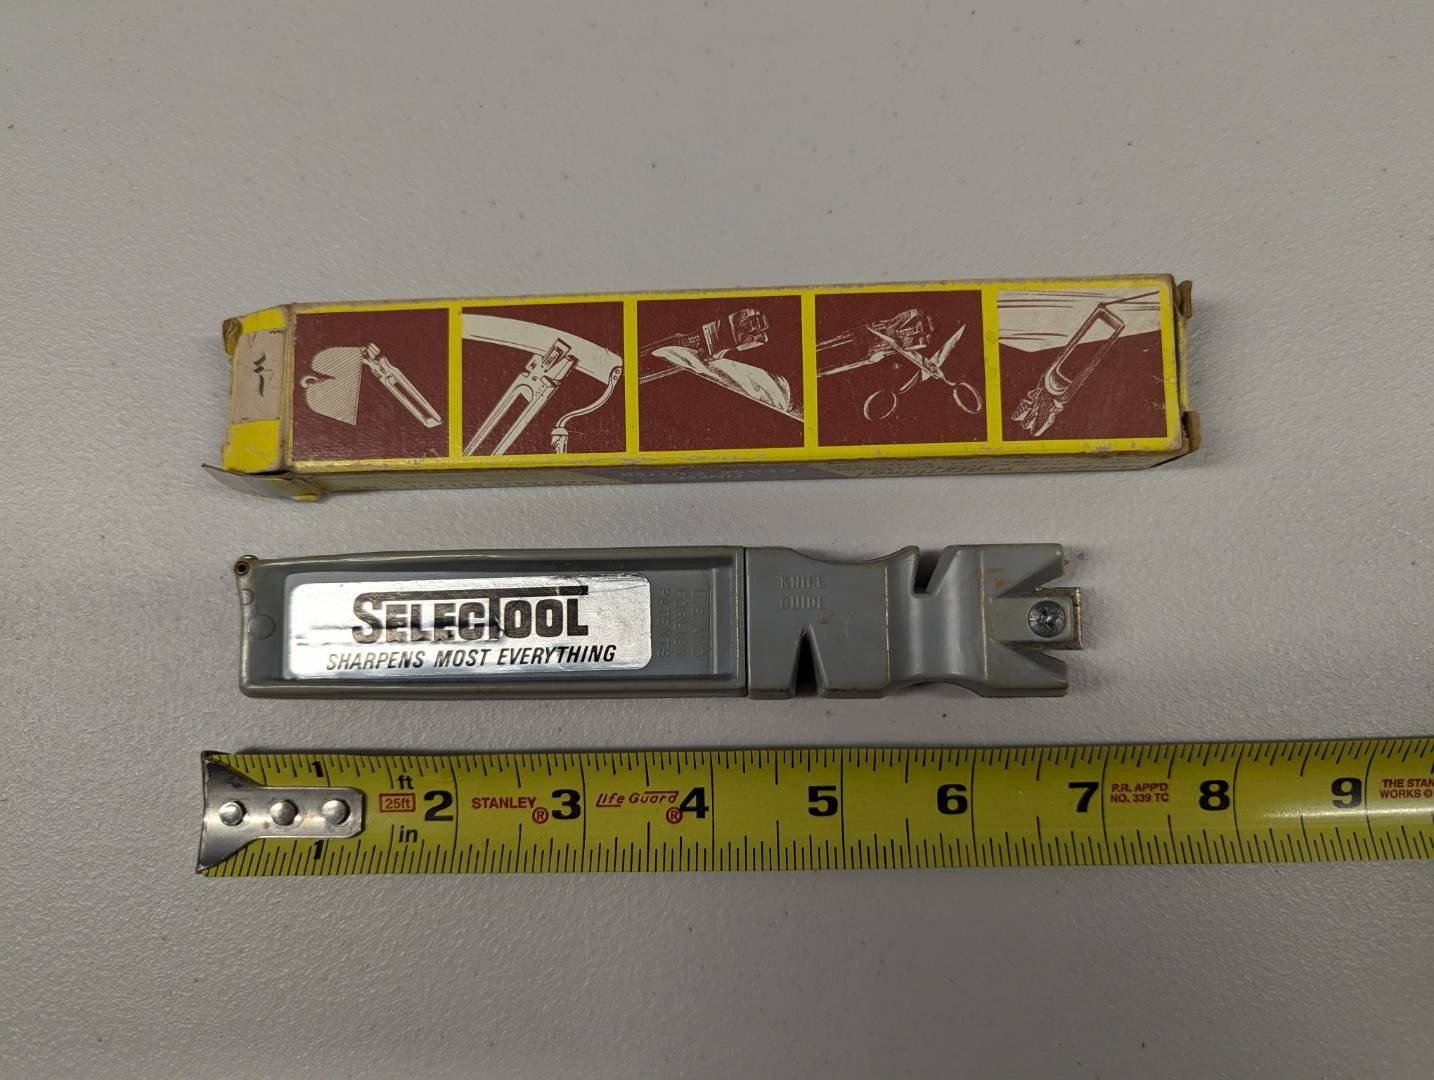 SELECTOOL
SHARPENS MOST EVERYTHING
U.S. AND
FOREIGN
PATENTS
KNIFE
GUIDE
1
ft
25ft
in
1
2
STANLEY®
3
Life Guard®
4
5
6
7
P.R. APP'D
NO. 339 TC
8
9
THE STAN
WORKS ©